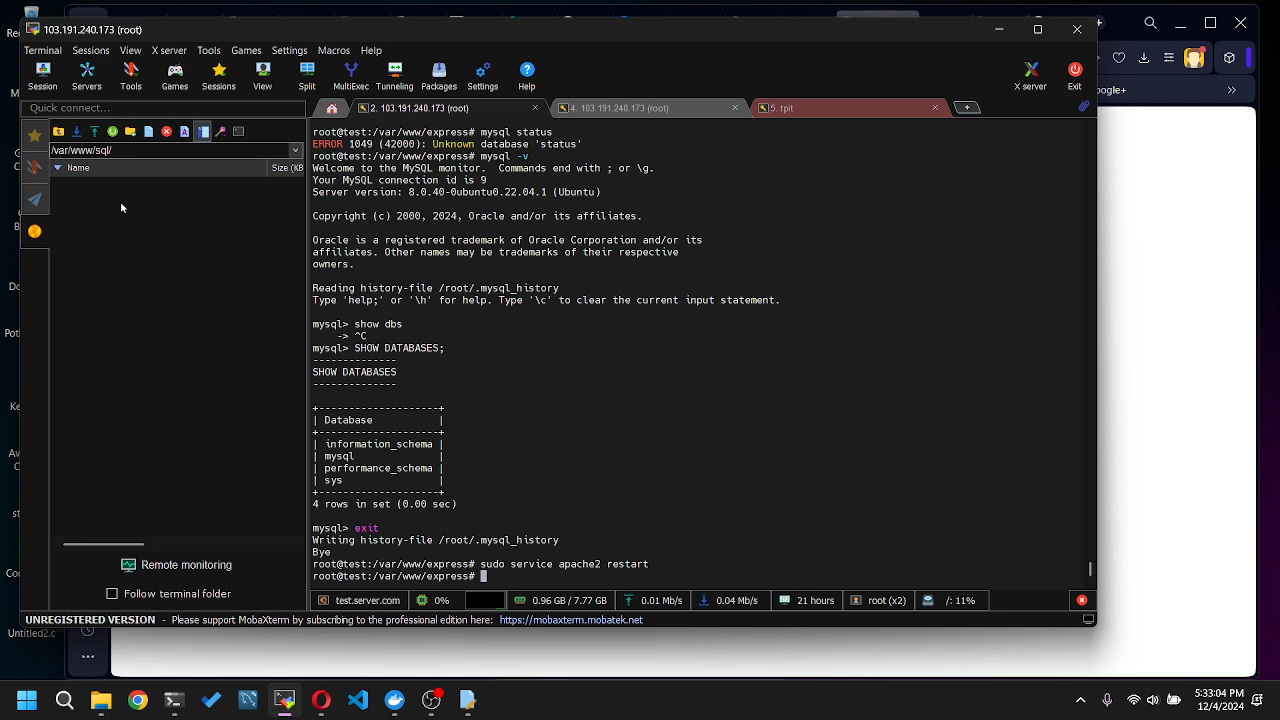 103.191.240.173 (root)
Terminal Sessions View X server Tools Games Settings Macros Help
Session Servers Tools Games Sessions View Split MultiExec Tunneling Packages Settings Help X server Exit
Quick connect...
2. 103.191.240.173 (root)
4. 103.191.240.173 (root)
5. tpit
oogle+
/var/www/sql/
Name Size (KB
root@test:/var/www/express# mysql status
ERROR 1049 (42000): Unknown database 'status'
root@test:/var/www/express# mysql -v
Welcome to the MySQL monitor. Commands end with ; or \g.
Your MySQL connection id is 9
Server version: 8.0.40-0ubuntu0.22.04.1 (Ubuntu)
Copyright (c) 2000, 2024, Oracle and/or its affiliates.
Oracle is a registered trademark of Oracle Corporation and/or its
affiliates. Other names may be trademarks of their respective
owners.
Reading history-file /root/.mysql_history
Type 'help;' or '\h' for help. Type '\c' to clear the current input statement.
mysql> show dbs
-> ^C
mysql> SHOW DATABASES;
--------------
SHOW DATABASES
--------------
+--------------------+
| Database |
+--------------------+
| information_schema |
| mysql |
| performance_schema |
| sys |
+--------------------+
4 rows in set (0.00 sec)
mysql> exit
Writing history-file /root/.mysql_history
Bye
root@test:/var/www/express# sudo service apache2 restart
root@test:/var/www/express#
Remote monitoring
Follow terminal folder
test.server.com 0% 0.96 GB / 7.77 GB 0.01 Mb/s 0.04 Mb/s 21 hours root (x2) /: 11%
UNREGISTERED VERSION - Please support MobaXterm by subscribing to the professional edition here: https://mobaxterm.mobatek.net
Untitled2.c
5:33:04 PM
12/4/2024